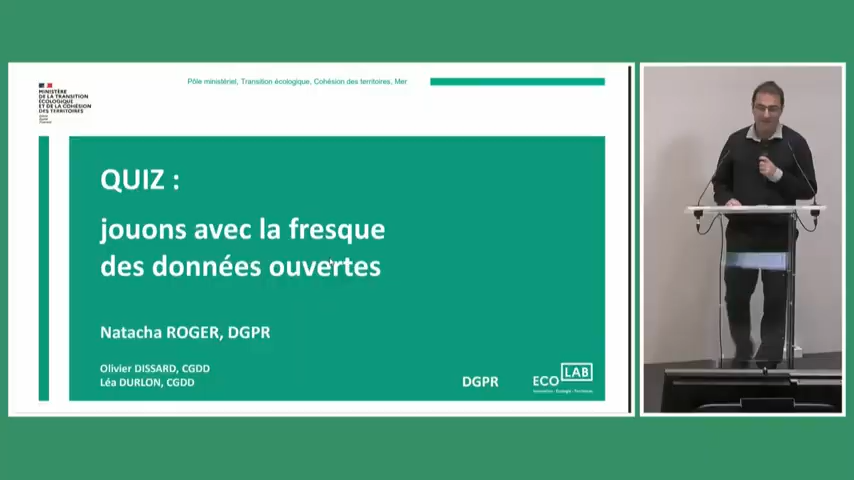 Pôle ministériel, Transition écologique, Cohésion des territoires, Mer
MINISTÈRE
DE LA TRANSITION
ÉCOLOGIQUE
ET DE LA COHÉSION
DES TERRITOIRES
QUIZ :
jouons avec la fresque
des données ouvertes
Natacha ROGER, DGPR
Olivier DISSARD, CGDD
Léa DURLON, CGDD
DGPR
ECO LAB